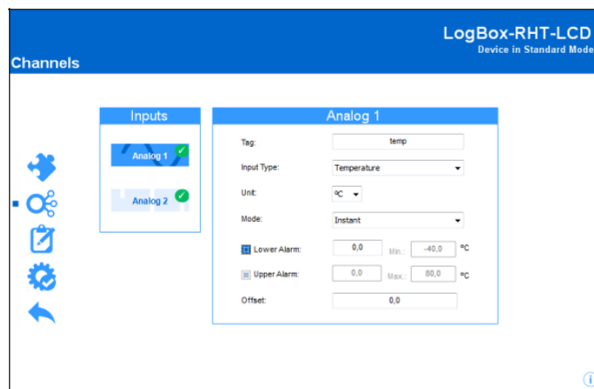 LogBox-RHT-LCD
Device in Standard Mode
Channels
Inputs
Analog 1
Analog 2
Analog 1
Tag: temp
Input Type: Temperature
Unit: ºC
Mode: Instant
Lower Alarm: 0,0 Min.: -40,0 ºC
Upper Alarm: 0,0 Max.: 80,0 ºC
Offset: 0,0